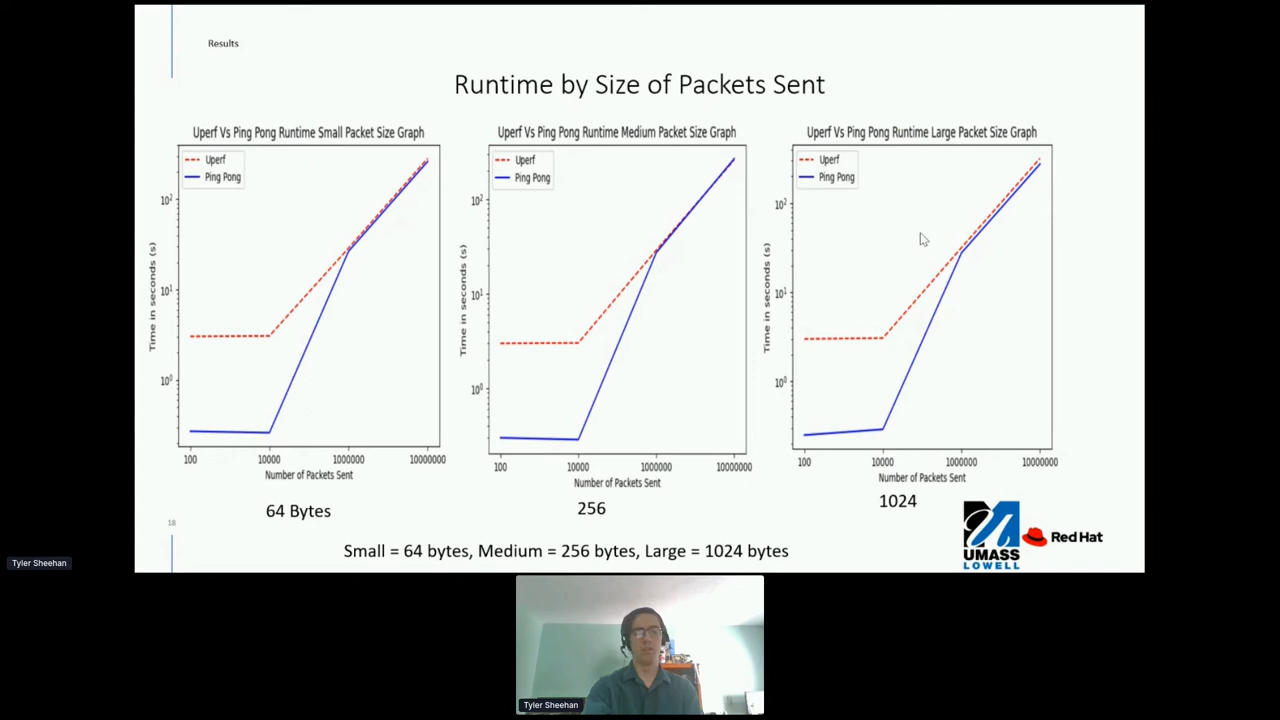 Results
Runtime by Size of Packets Sent
Uperf Vs Ping Pong Runtime Small Packet Size Graph
Uperf
Ping Pong
10²
10¹
10⁰
Time in seconds (s)
100 10000 1000000 10000000
Number of Packets Sent
64 Bytes
Uperf Vs Ping Pong Runtime Medium Packet Size Graph
Uperf
Ping Pong
10²
10¹
10⁰
Time in seconds (s)
100 10000 1000000 10000000
Number of Packets Sent
256
Uperf Vs Ping Pong Runtime Large Packet Size Graph
Uperf
Ping Pong
10²
10¹
10⁰
Time in seconds (s)
100 10000 1000000 10000000
Number of Packets Sent
1024
18
Small = 64 bytes, Medium = 256 bytes, Large = 1024 bytes
UMASS
LOWELL
Red Hat
Tyler Sheehan
Tyler Sheehan